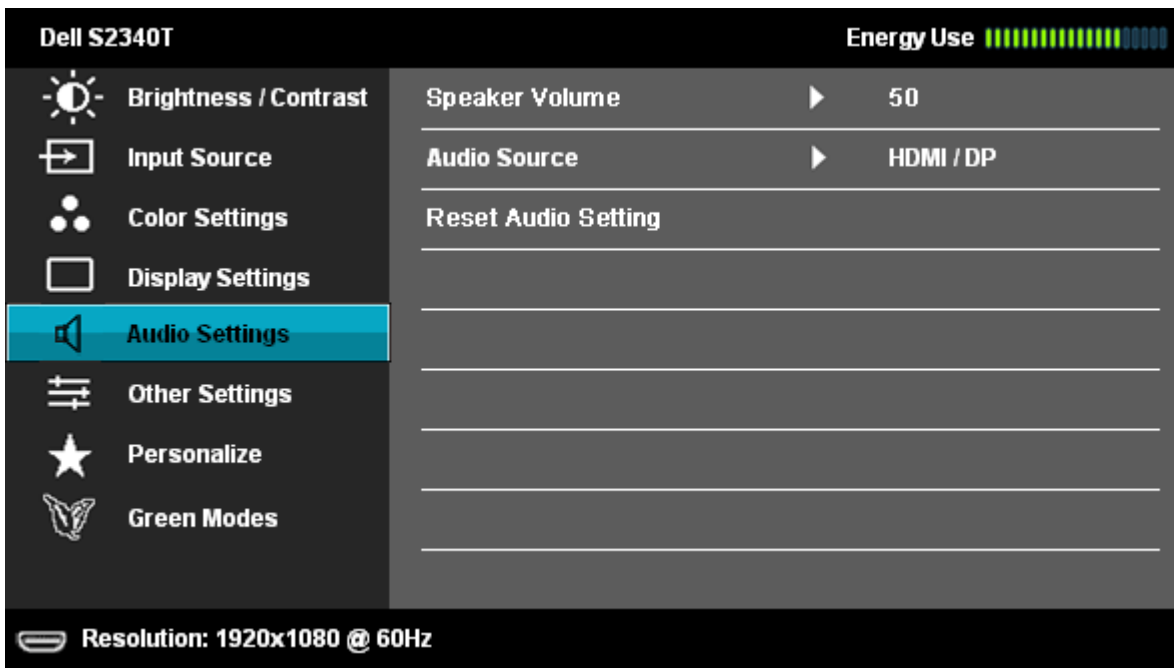 Dell S2340T Energy Use
Brightness / Contrast Speaker Volume 50
Input Source Audio Source HDMI / DP
Color Settings Reset Audio Setting
Display Settings
Audio Settings
Other Settings
Personalize
Green Modes
Resolution: 1920x1080 @ 60Hz